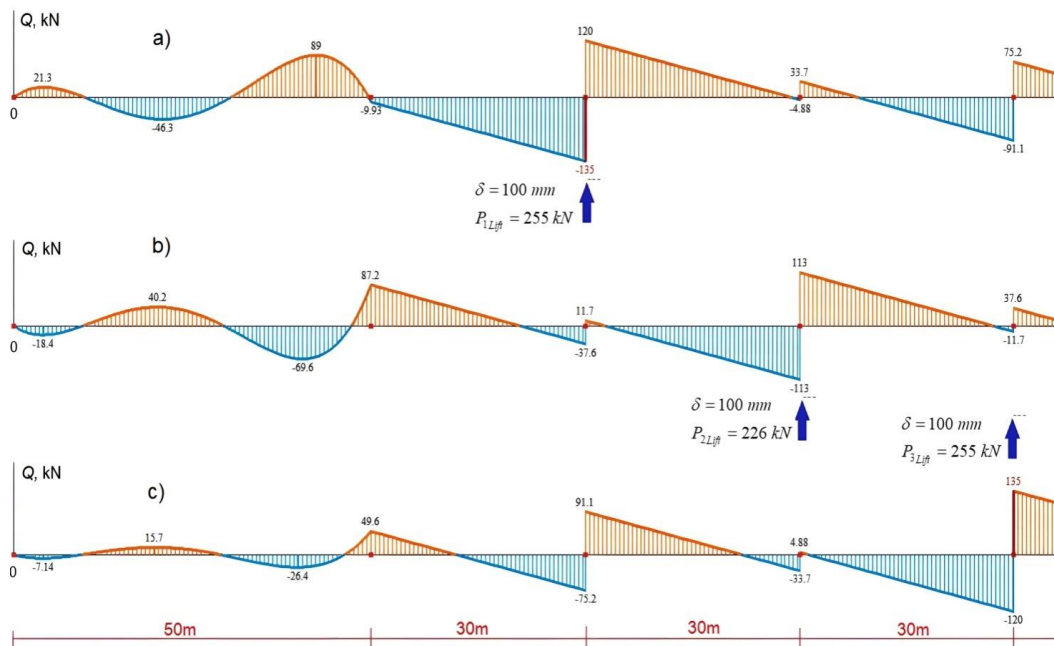 Q, kN
a)
120
89
75.2
33.7
21.3
0
-9.93
-4.88
-46.3
-91.1
-135
δ = 100 mm
P1Lift = 255 kN
Q, kN
b)
113
87.2
40.2
37.6
11.7
0
-18.4
-11.7
-37.6
-69.6
-113
δ = 100 mm
P2Lift = 226 kN
δ = 100 mm
P3Lift = 255 kN
Q, kN
c)
135
91.1
49.6
15.7
4.88
0
-7.14
-26.4
-33.7
-75.2
-120
50m
30m
30m
30m